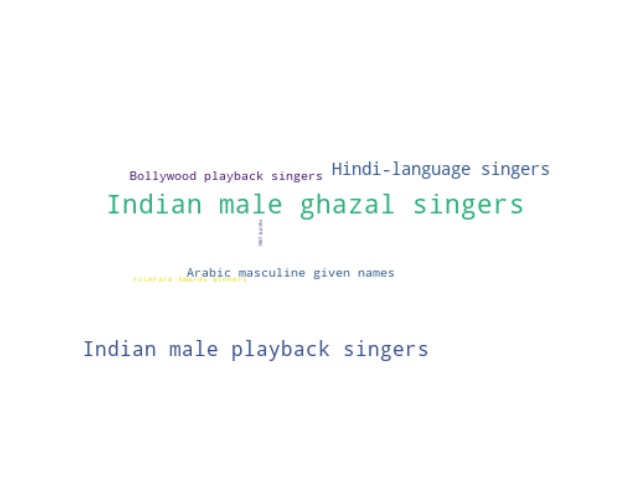 Bollywood playback singers
Hindi-language singers
Indian male ghazal singers
Arabic masculine given names
Filmfare Awards winners
Indian male playback singers